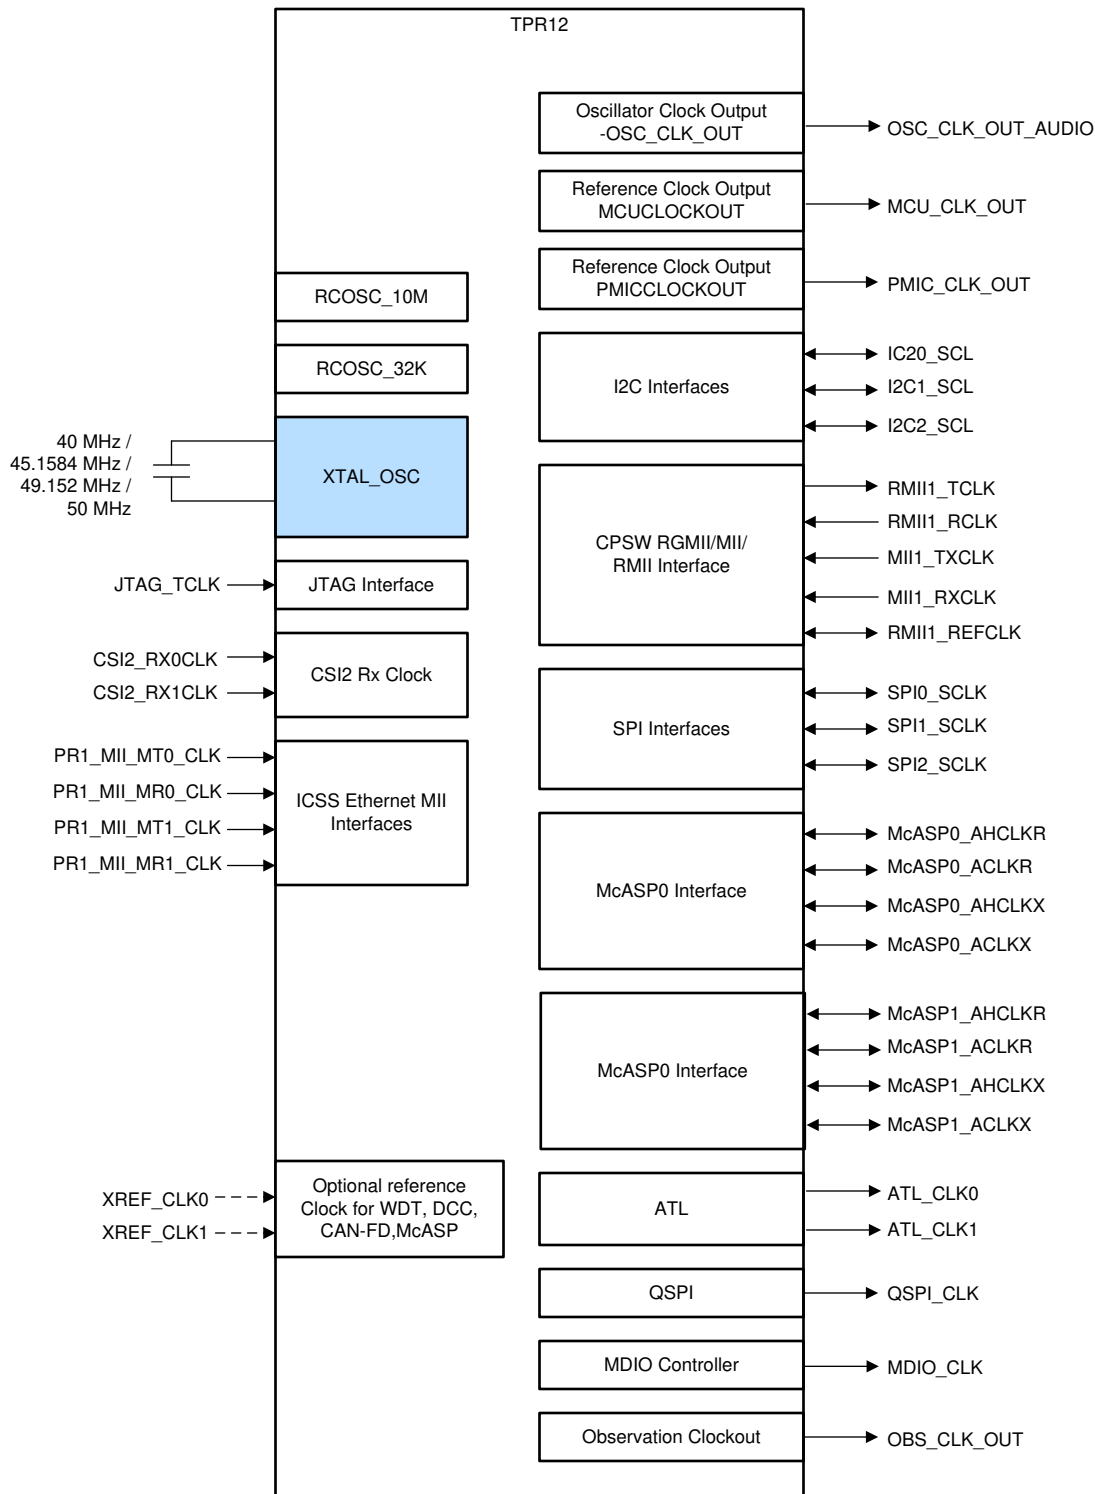 TPR12
Oscillator Clock Output
-OSC_CLK_OUT
OSC_CLK_OUT_AUDIO
Reference Clock Output
MCUCLOCKOUT
MCU_CLK_OUT
Reference Clock Output
PMICCLOCKOUT
PMIC_CLK_OUT
RCOSC_10M
RCOSC_32K
I2C Interfaces
IC20_SCL
I2C1_SCL
I2C2_SCL
40 MHz /
45.1584 MHz /
49.152 MHz /
50 MHz
XTAL_OSC
CPSW RGMII/MII/
RMII Interface
RMII1_TCLK
RMII1_RCLK
MII1_TXCLK
MII1_RXCLK
RMII1_REFCLK
JTAG_TCLK
JTAG Interface
CSI2_RX0CLK
CSI2_RX1CLK
CSI2 Rx Clock
SPI Interfaces
SPI0_SCLK
SPI1_SCLK
SPI2_SCLK
PR1_MII_MT0_CLK
PR1_MII_MR0_CLK
PR1_MII_MT1_CLK
PR1_MII_MR1_CLK
ICSS Ethernet MII
Interfaces
McASP0 Interface
McASP0_AHCLKR
McASP0_ACLKR
McASP0_AHCLKX
McASP0_ACLKX
McASP0 Interface
McASP1_AHCLKR
McASP1_ACLKR
McASP1_AHCLKX
McASP1_ACLKX
XREF_CLK0
XREF_CLK1
Optional reference
Clock for WDT, DCC,
CAN-FD,McASP
ATL
ATL_CLK0
ATL_CLK1
QSPI
QSPI_CLK
MDIO Controller
MDIO_CLK
Observation Clockout
OBS_CLK_OUT